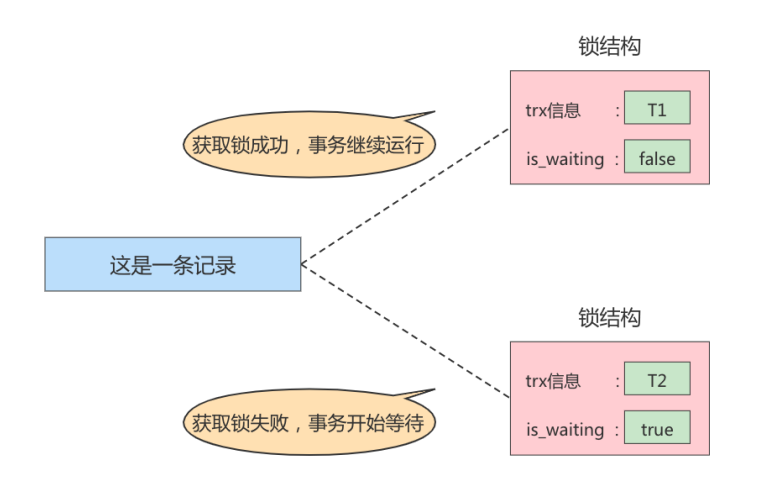 锁结构
trx信息 : T1
is_waiting : false
获取锁成功，事务继续运行
这是一条记录
锁结构
trx信息 : T2
is_waiting : true
获取锁失败，事务开始等待